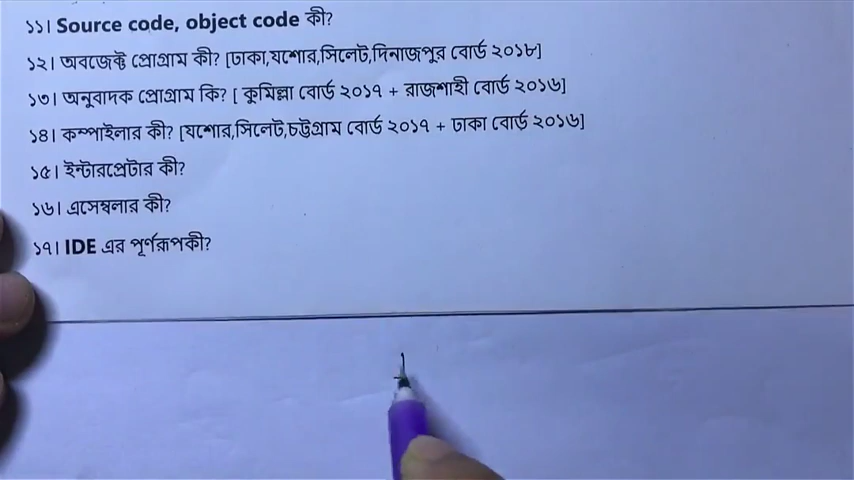 ১১। Source code, object code কী?
১২। অবজেক্ট প্রোগ্রাম কী? [ঢাকা,যশোর,সিলেট,দিনাজপুর বোর্ড ২০১৮]
১৩। অনুবাদক প্রোগ্রাম কি? [ কুমিল্লা বোর্ড ২০১৭ + রাজশাহী বোর্ড ২০১৬]
১৪। কম্পাইলার কী? [যশোর,সিলেট,চট্টগ্রাম বোর্ড ২০১৭ + ঢাকা বোর্ড ২০১৬]
১৫। ইন্টারপ্রেটার কী?
১৬। এসেম্বলার কী?
১৭। IDE এর পূর্ণরূপকী?